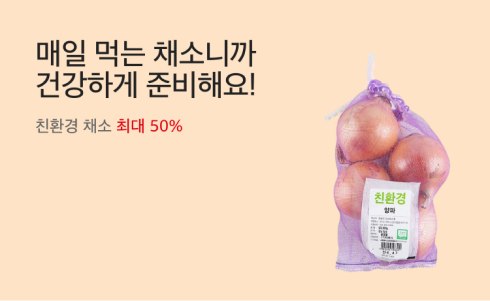 매일 먹는 채소니까
건강하게 준비해요!
친환경 채소 최대 50%
친환경
양파